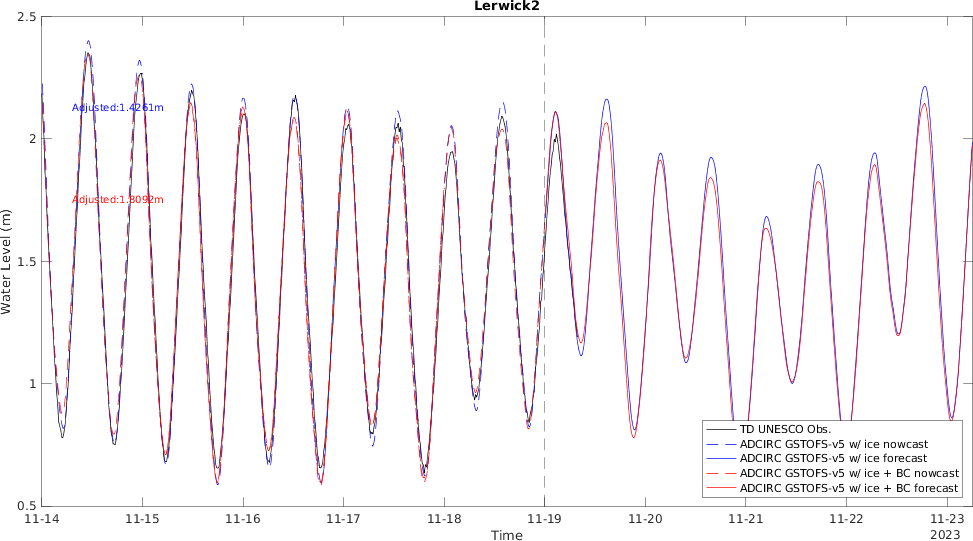 Lerwick2
2.5
2
1.5
1
0.5
Water Level (m)
Adjusted:1.4261m
Adjusted:1.8092m
TD UNESCO Obs.
ADCIRC GSTOFS-v5 w/ ice nowcast
ADCIRC GSTOFS-v5 w/ ice forecast
ADCIRC GSTOFS-v5 w/ ice + BC nowcast
ADCIRC GSTOFS-v5 w/ ice + BC forecast
11-14 11-15 11-16 11-17 11-18 11-19 11-20 11-21 11-22 11-23
Time
2023